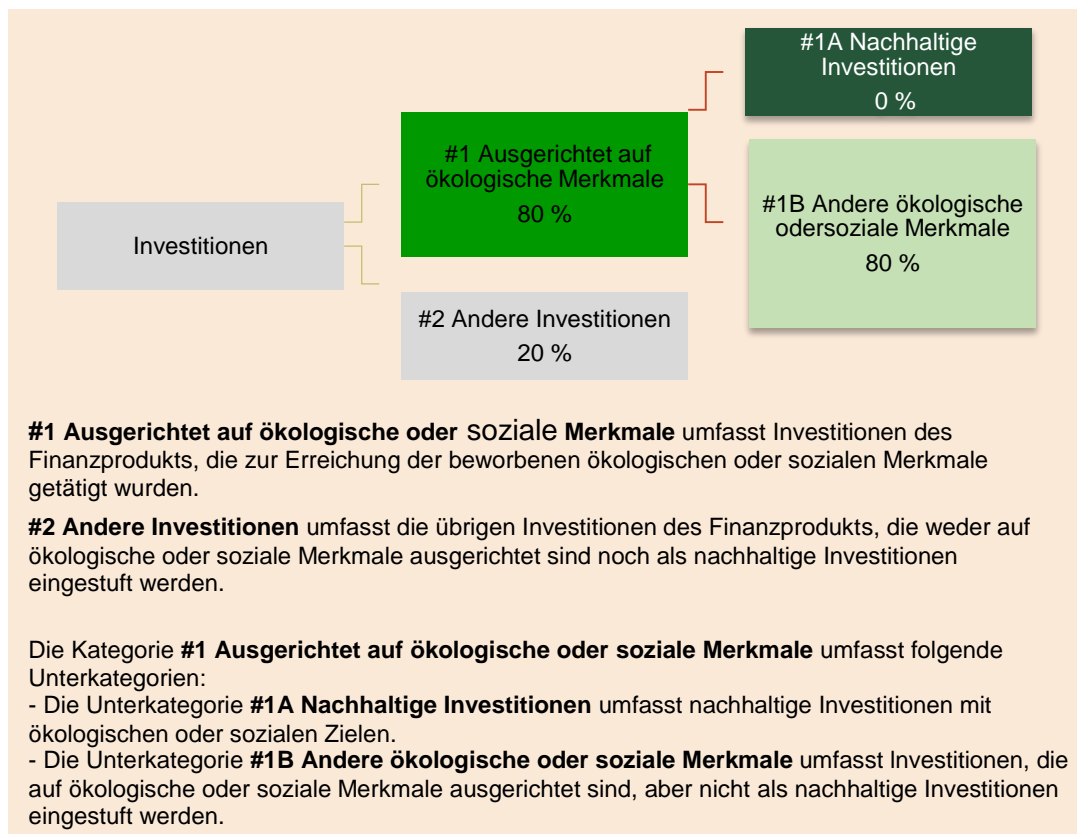 #1A Nachhaltige
Investitionen
0 %
#1 Ausgerichtet auf
ökologische Merkmale
80 %
#1B Andere ökologische
odersoziale Merkmale
80 %
Investitionen
#2 Andere Investitionen
20 %
#1 Ausgerichtet auf ökologische oder soziale Merkmale umfasst Investitionen des
Finanzprodukts, die zur Erreichung der beworbenen ökologischen oder sozialen Merkmale
getätigt wurden.
#2 Andere Investitionen umfasst die übrigen Investitionen des Finanzprodukts, die weder auf
ökologische oder soziale Merkmale ausgerichtet sind noch als nachhaltige Investitionen
eingestuft werden.
Die Kategorie #1 Ausgerichtet auf ökologische oder soziale Merkmale umfasst folgende
Unterkategorien:
- Die Unterkategorie #1A Nachhaltige Investitionen umfasst nachhaltige Investitionen mit
ökologischen oder sozialen Zielen.
- Die Unterkategorie #1B Andere ökologische oder soziale Merkmale umfasst Investitionen, die
auf ökologische oder soziale Merkmale ausgerichtet sind, aber nicht als nachhaltige Investitionen
eingestuft werden.